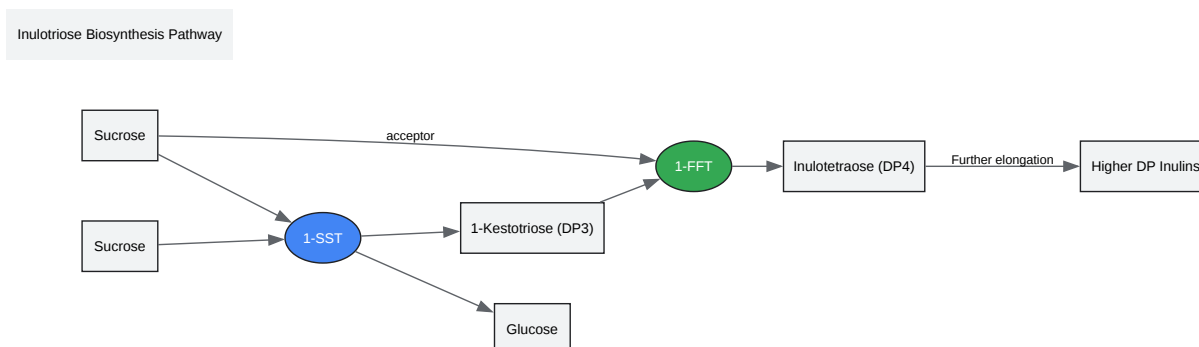 Inulotriose Biosynthesis Pathway
Sucrose
acceptor
1-FFT
Inulotetraose (DP4)
Further elongation
Higher DP Inulins
Sucrose
1-SST
1-Kestotriose (DP3)
Glucose